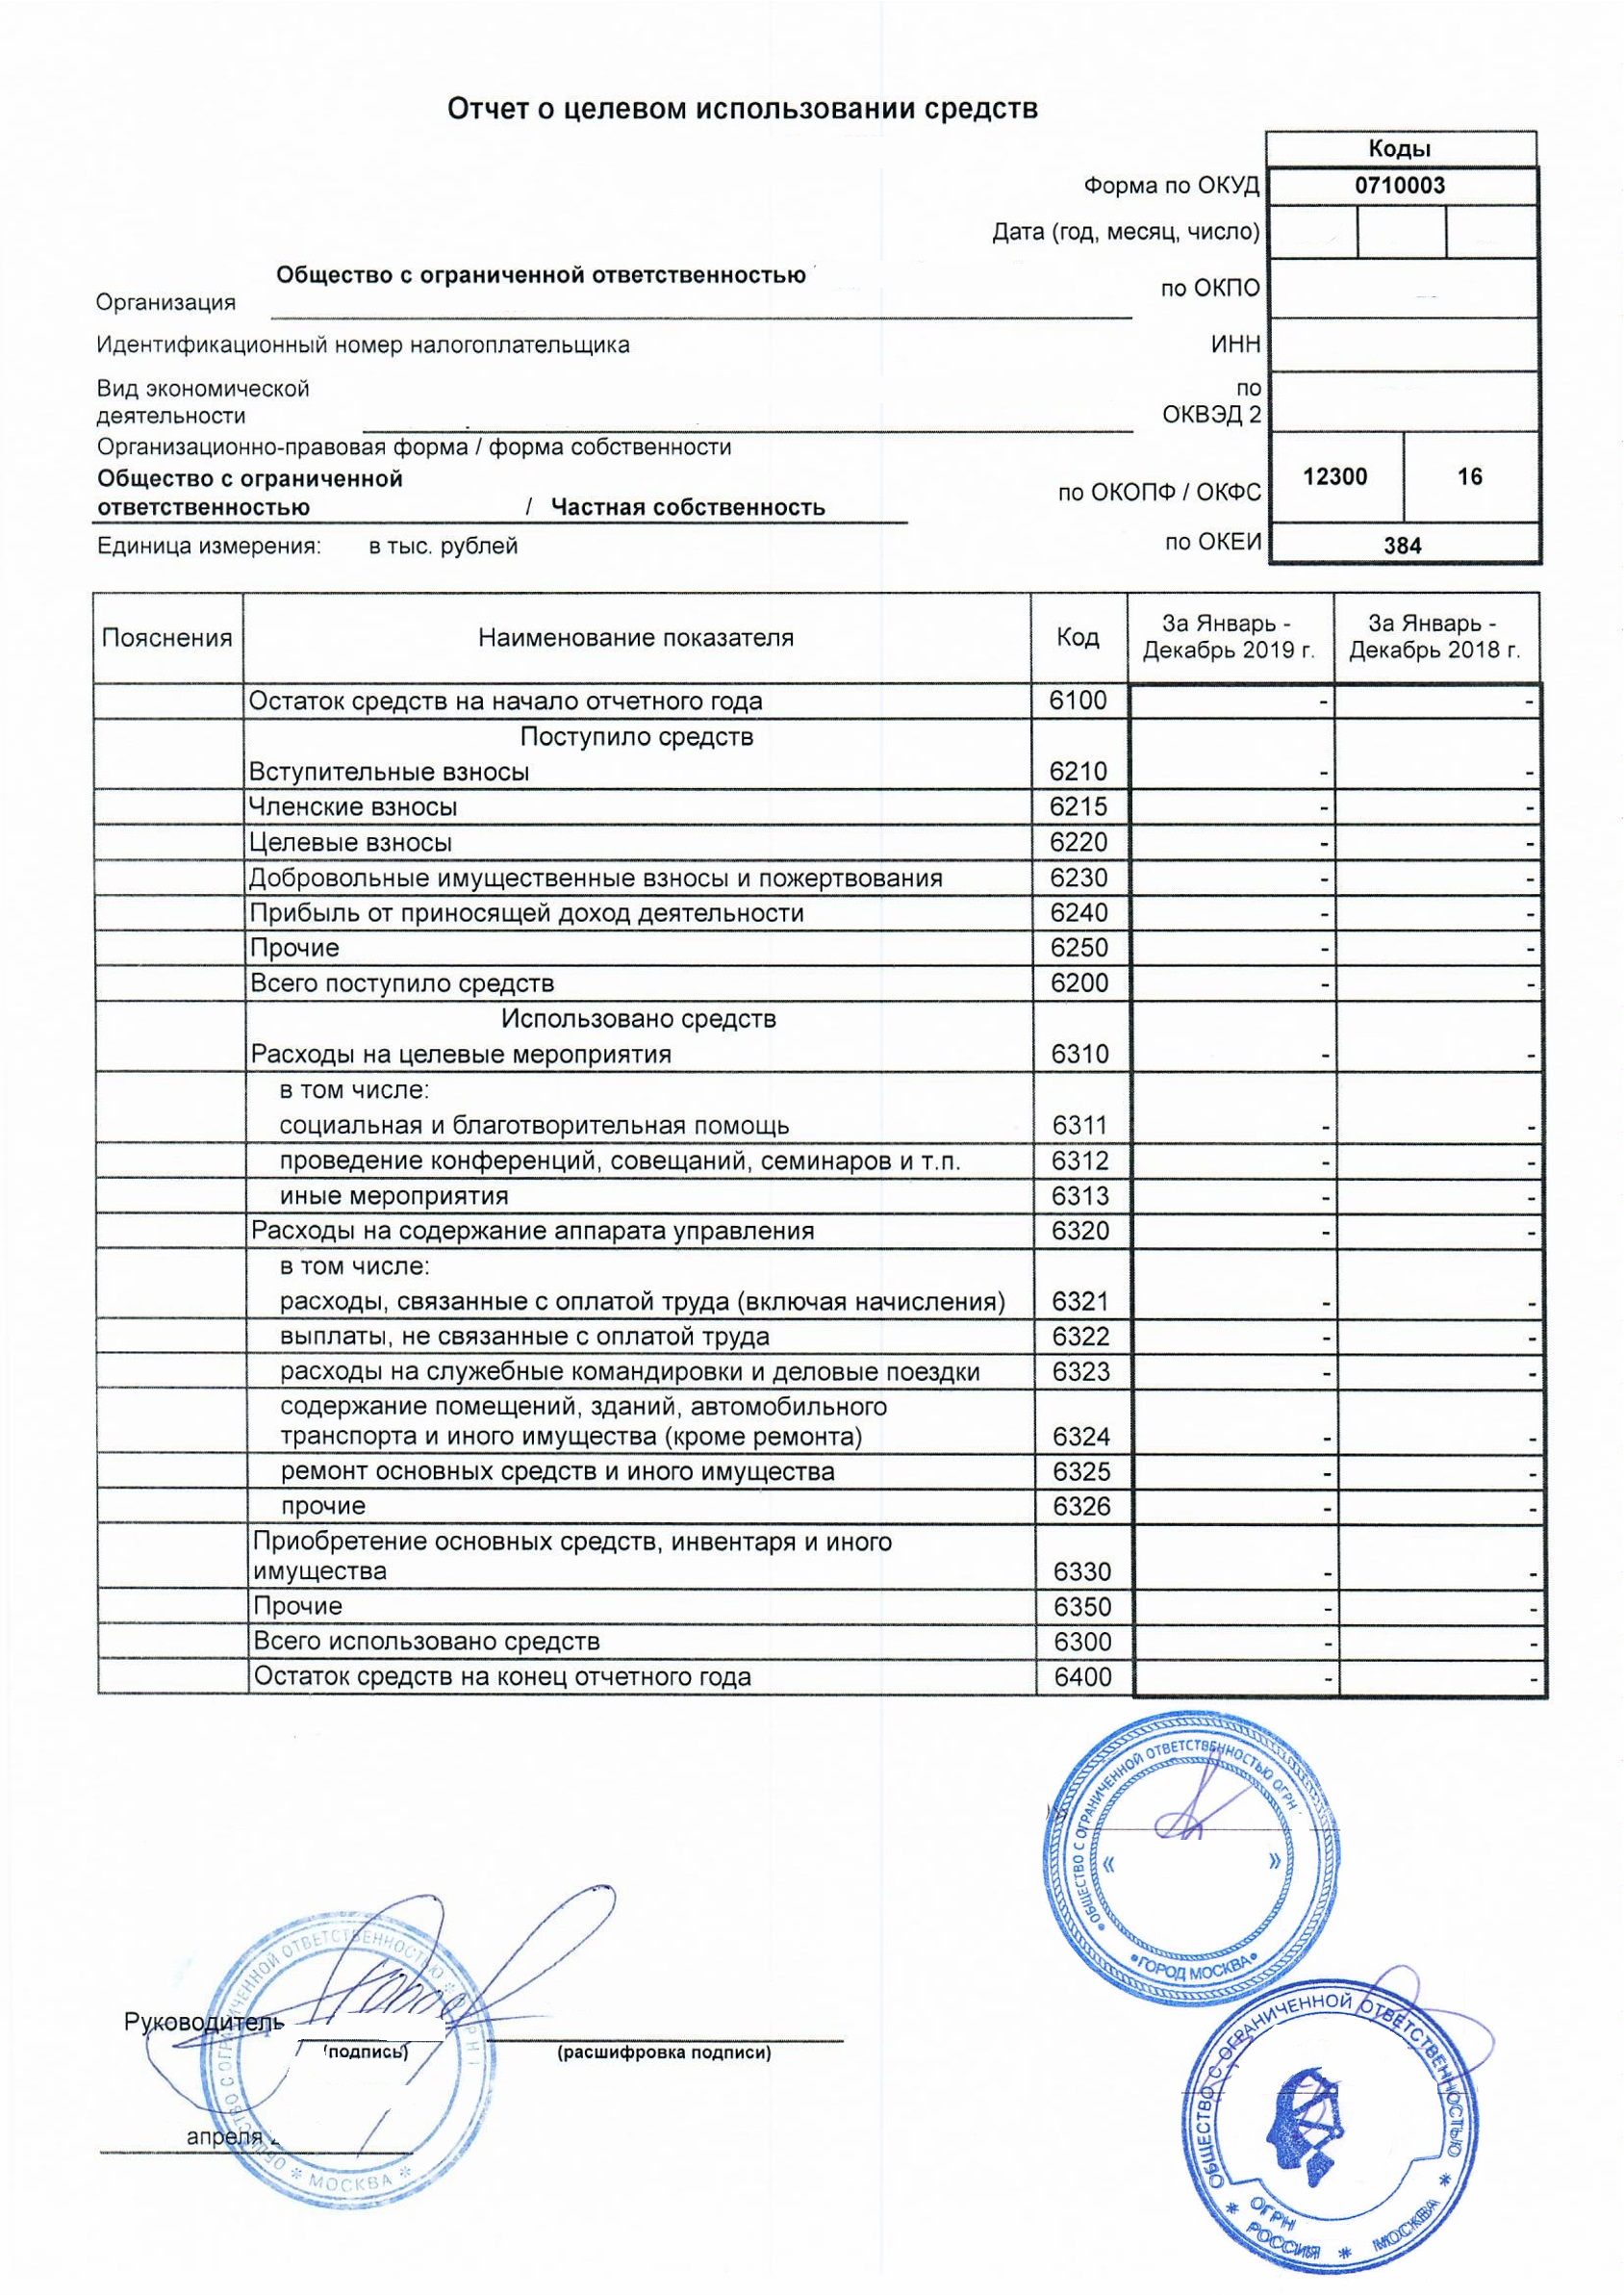 Отчет о целевом использовании средств
Коды
Форма по ОКУД 0710003
Дата (год, месяц, число)
Общество с ограниченной ответственностью
Организация
по ОКПО
Идентификационный номер налогоплательщика ИНН
Вид экономической
деятельности
по
ОКВЭД 2
Организационно-правовая форма / форма собственности
Общество с ограниченной
ответственностью / Частная собственность
по ОКОПФ / ОКФС 12300 16
Единица измерения: в тыс. рублей
по ОКЕИ 384
Пояснения Наименование показателя Код За Январь - Декабрь 2019 г. За Январь - Декабрь 2018 г.
Остаток средств на начало отчетного года 6100 - -
Поступило средств
Вступительные взносы 6210 - -
Членские взносы 6215 - -
Целевые взносы 6220 - -
Добровольные имущественные взносы и пожертвования 6230 - -
Прибыль от приносящей доход деятельности 6240 - -
Прочие 6250 - -
Всего поступило средств 6200 - -
Использовано средств
Расходы на целевые мероприятия 6310 - -
в том числе:
социальная и благотворительная помощь 6311 - -
проведение конференций, совещаний, семинаров и т.п. 6312 - -
иные мероприятия 6313 - -
Расходы на содержание аппарата управления 6320 - -
в том числе:
расходы, связанные с оплатой труда (включая начисления) 6321 - -
выплаты, не связанные с оплатой труда 6322 - -
расходы на служебные командировки и деловые поездки 6323 - -
содержание помещений, зданий, автомобильного
транспорта и иного имущества (кроме ремонта) 6324 - -
ремонт основных средств и иного имущества 6325 - -
прочие 6326 - -
Приобретение основных средств, инвентаря и иного
имущества 6330 - -
Прочие 6350 - -
Всего использовано средств 6300 - -
Остаток средств на конец отчетного года 6400 - -
ОБЩЕСТВО С ОГРАНИЧЕННОЙ ОТВЕТСТВЕННОСТЬЮ ОГРН
« »
ГОРОД МОСКВА
Руководитель
(подпись) (расшифровка подписи)
апреля
ОБЩЕСТВО С ОГРАНИЧЕННОЙ ОТВЕТСТВЕННОСТЬЮ
* МОСКВА *
ОБЩЕСТВО С ОГРАНИЧЕННОЙ ОТВЕТСТВЕННОСТЬЮ
ОГРН
* РОССИЯ * МОСКВА *